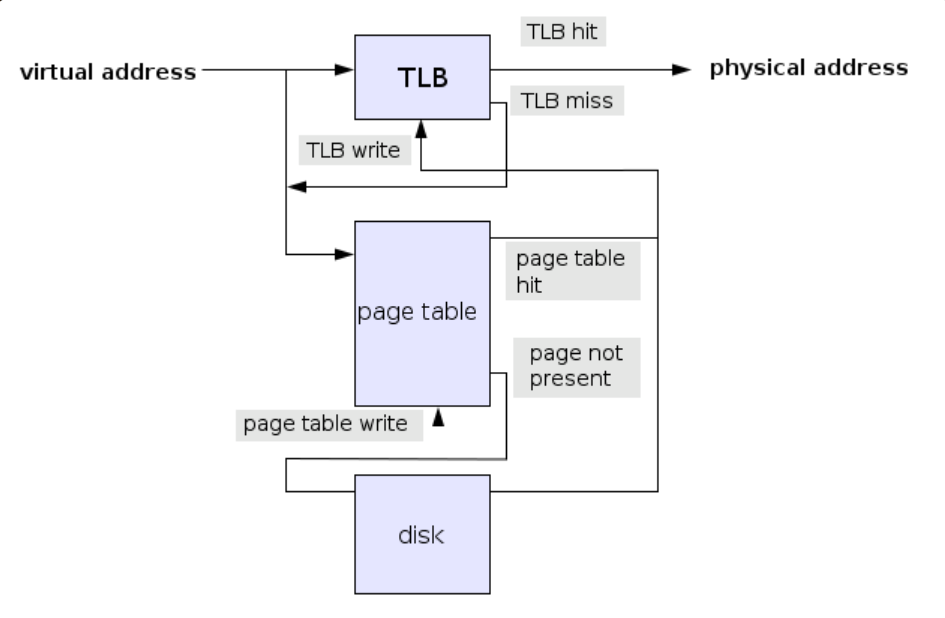 TLB hit
virtual address
TLB
physical address
TLB miss
TLB write
page table
hit
page table
page not
present
page table write
disk